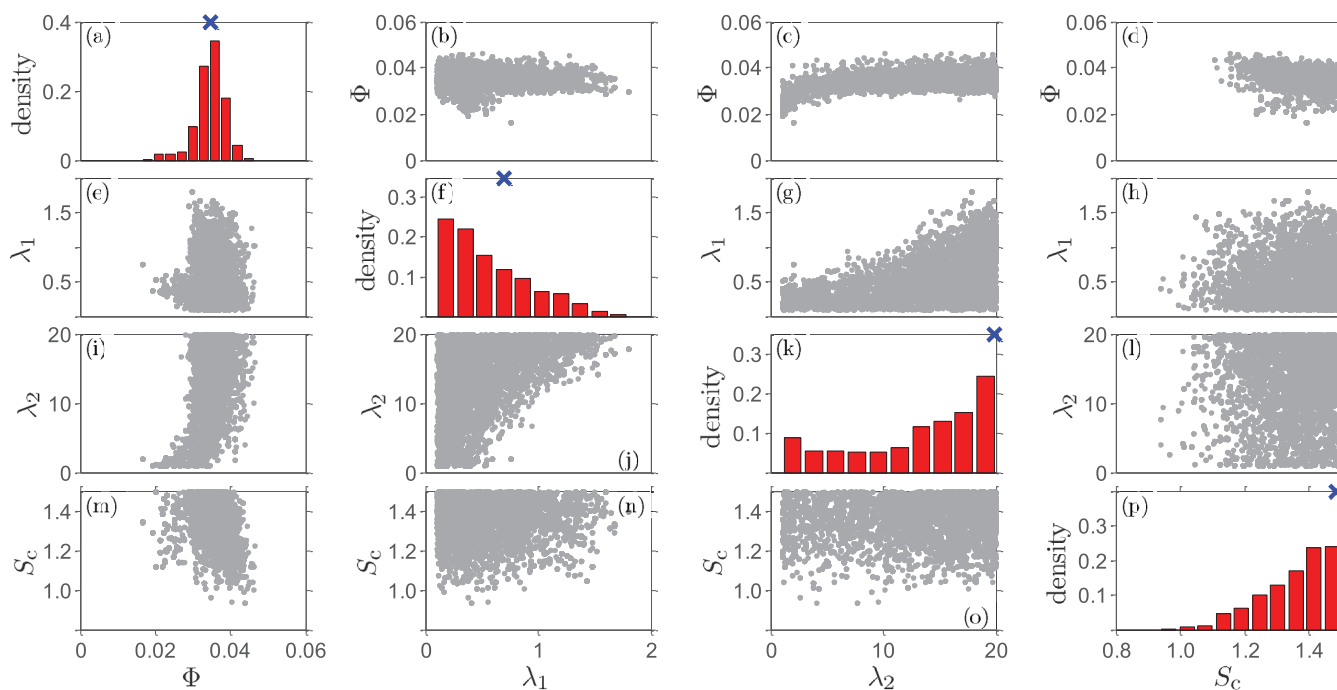 0.4 (a) 0.06 (b) 0.06 (c) 0.06 (d)
density 0.2 Φ 0.04 Φ 0.04 Φ 0.04
0.02 0.02 0.02
0 0 0 0
(e) (f) (g) (h)
λ1 1.5 density 0.3 λ1 1.5 λ1 1.5
0.2
0.5 0.1 0.5 0.5
20 (i) 20 20
λ2 10 λ2 10 (j) density 0.3 (k) λ2 10 (l)
0.2
0 0 0.1 0
(m) (n) (o) (p)
Sc 1.4 Sc 1.4 Sc 1.4 density 0.3
1.2 1.2 1.2 0.2
1.0 1.0 1.0 0.1
0 0.02 0.04 0.06 0 1 2 0 10 20 0.8 1.0 1.2 1.4
Φ λ1 λ2 Sc